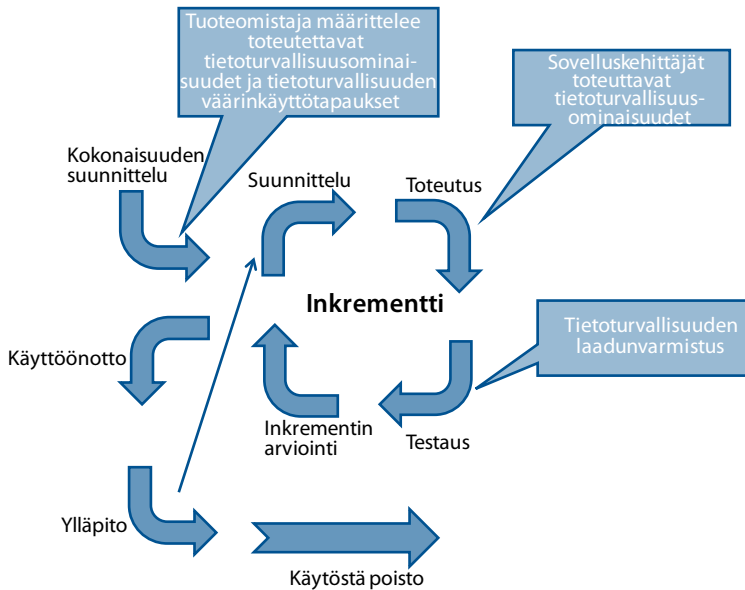 Tuoteomistaja määrittelee
toteutettavat
tietoturvallisuusominai-
suudet ja tietoturvallisuuden
väärinkäyttötapaukset
Sovelluskehittäjät
toteuttavat
tietoturvallisuus-
ominaisuudet
Kokonaisuuden
suunnittelu
Suunnittelu
Toteutus
Inkrementti
Tietoturvallisuuden
laadunvarmistus
Käyttöönotto
Inkrementin
arviointi
Testaus
Ylläpito
Käytöstä poisto